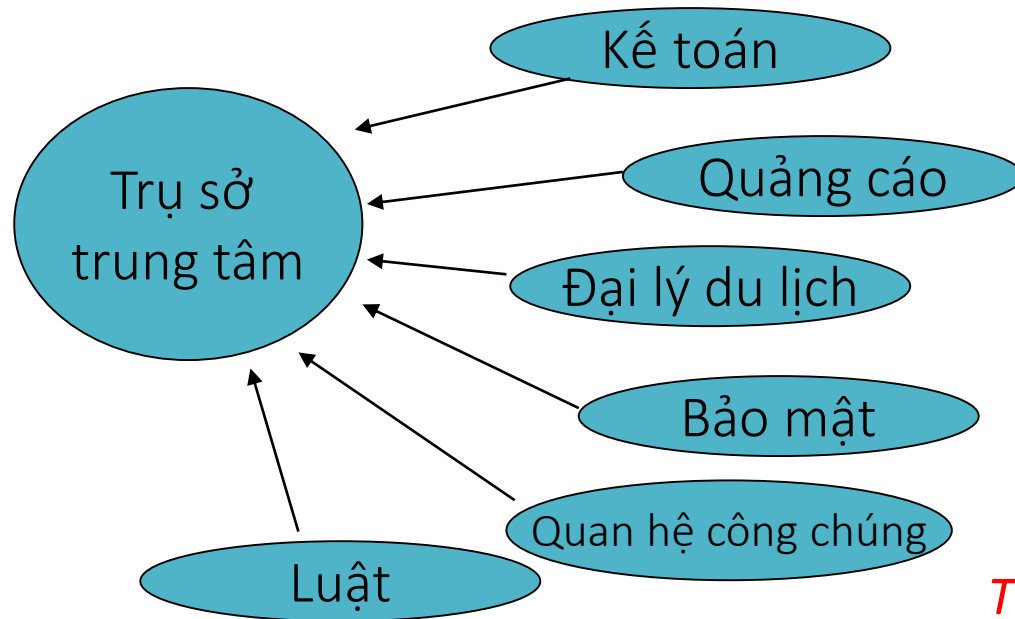 Kế toán
Trụ sở
trung tâm
Quảng cáo
Đại lý du lịch
Bảo mật
Quan hệ công chúng
Luật
T